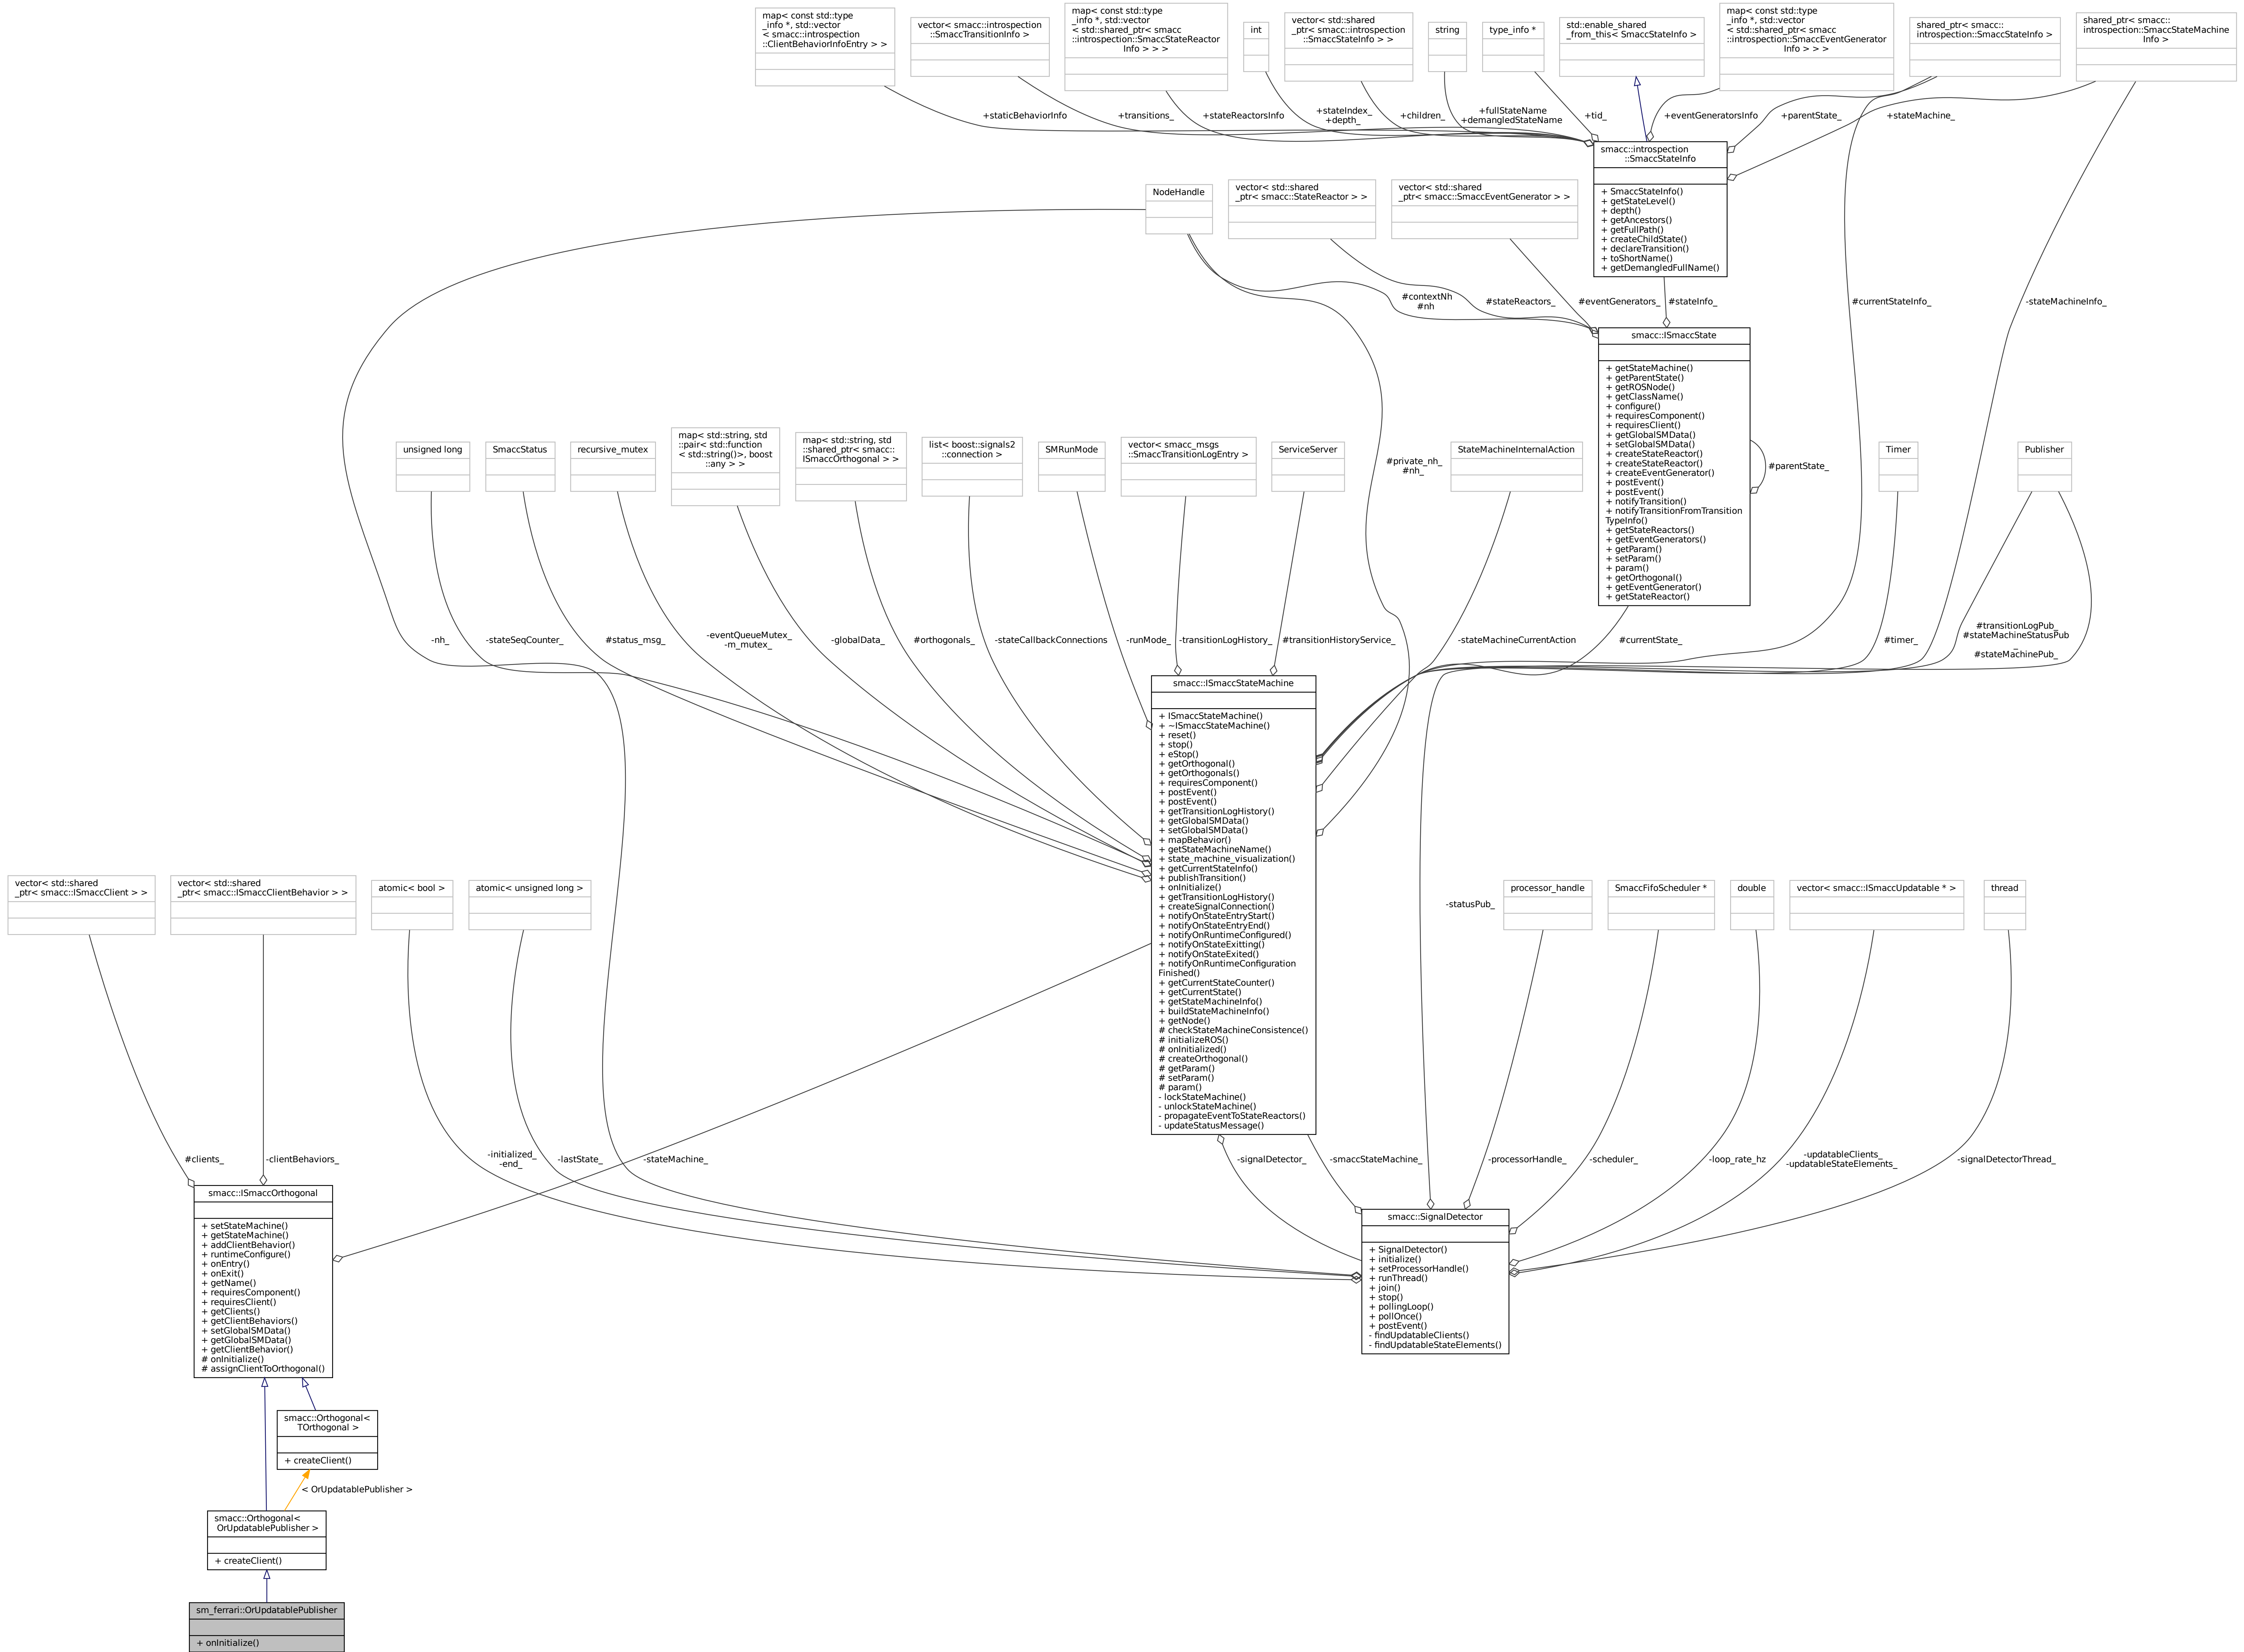 map< const std::type
_info *, std::vector
< smacc::introspection
::ClientBehaviorInfoEntry > >
vector< smacc::introspection
::SmaccTransitionInfo >
map< const std::type
_info *, std::vector
< std::shared_ptr< smacc
::introspection::SmaccStateReactor
Info > > >
int
vector< std::shared
_ptr< smacc::introspection
::SmaccStateInfo > >
string
type_info *
std::enable_shared
_from_this< SmaccStateInfo >
map< const std::type
_info *, std::vector
< std::shared_ptr< smacc
::introspection::SmaccEventGenerator
Info > > >
shared_ptr< smacc::
introspection::SmaccStateInfo >
shared_ptr< smacc::
introspection::SmaccStateMachine
Info >
+staticBehaviorInfo
+transitions_
+stateReactorsInfo
+stateIndex_
+depth_
+children_
+fullStateName
+demangledStateName
+tid_
+eventGeneratorsInfo
+parentState_
+stateMachine_
smacc::introspection
::SmaccStateInfo
+ SmaccStateInfo()
+ getStateLevel()
+ depth()
+ getAncestors()
+ getFullPath()
+ createChildState()
+ declareTransition()
+ toShortName()
+ getDemangledFullName()
NodeHandle
vector< std::shared
_ptr< smacc::StateReactor > >
vector< std::shared
_ptr< smacc::SmaccEventGenerator > >
#contextNh
#nh
#stateReactors_
#eventGenerators_
#stateInfo_
#currentStateInfo_
-stateMachineInfo_
smacc::ISmaccState
+ getStateMachine()
+ getParentState()
+ getROSNode()
+ getClassName()
+ configure()
+ requiresComponent()
+ requiresClient()
+ getGlobalSMData()
+ setGlobalSMData()
+ createStateReactor()
+ createStateReactor()
+ createEventGenerator()
+ postEvent()
+ postEvent()
+ notifyTransition()
+ notifyTransitionFromTransition
TypeInfo()
+ getStateReactors()
+ getEventGenerators()
+ getParam()
+ setParam()
+ param()
+ getOrthogonal()
+ getEventGenerator()
+ getStateReactor()
#parentState_
unsigned long
SmaccStatus
recursive_mutex
map< std::string, std
::pair< std::function
< std::string()>, boost
::any > >
map< std::string, std
::shared_ptr< smacc::
ISmaccOrthogonal > >
list< boost::signals2
::connection >
SMRunMode
vector< smacc_msgs
::SmaccTransitionLogEntry >
ServiceServer
#private_nh_
#nh_
StateMachineInternalAction
Timer
Publisher
-nh_
-stateSeqCounter_
#status_msg_
-eventQueueMutex_
-m_mutex_
-globalData_
#orthogonals_
-stateCallbackConnections
-runMode_
-transitionLogHistory_
#transitionHistoryService_
-stateMachineCurrentAction
#currentState_
#timer_
#transitionLogPub_
#stateMachineStatusPub
_
#stateMachinePub_
smacc::ISmaccStateMachine
+ ISmaccStateMachine()
+ ~ISmaccStateMachine()
+ reset()
+ stop()
+ eStop()
+ getOrthogonal()
+ getOrthogonals()
+ requiresComponent()
+ postEvent()
+ postEvent()
+ getTransitionLogHistory()
+ getGlobalSMData()
+ setGlobalSMData()
+ mapBehavior()
+ getStateMachineName()
+ state_machine_visualization()
+ getCurrentStateInfo()
+ publishTransition()
+ onInitialize()
+ getTransitionLogHistory()
+ createSignalConnection()
+ notifyOnStateEntryStart()
+ notifyOnStateEntryEnd()
+ notifyOnRuntimeConfigured()
+ notifyOnStateExitting()
+ notifyOnStateExited()
+ notifyOnRuntimeConfiguration
Finished()
+ getCurrentStateCounter()
+ getCurrentState()
+ getStateMachineInfo()
+ buildStateMachineInfo()
+ getNode()
# checkStateMachineConsistence()
# initializeROS()
# onInitialized()
# createOrthogonal()
# getParam()
# setParam()
# param()
- lockStateMachine()
- unlockStateMachine()
- propagateEventToStateReactors()
- updateStatusMessage()
vector< std::shared
_ptr< smacc::ISmaccClient > >
vector< std::shared
_ptr< smacc::ISmaccClientBehavior > >
atomic< bool >
atomic< unsigned long >
-statusPub_
processor_handle
SmaccFifoScheduler *
double
vector< smacc::ISmaccUpdatable * >
thread
#clients_
-clientBehaviors_
-initialized_
-end_
-lastState_
-stateMachine_
-signalDetector_
-smaccStateMachine_
-processorHandle_
-scheduler_
-loop_rate_hz
-updatableClients_
-updatableStateElements_
-signalDetectorThread_
smacc::ISmaccOrthogonal
+ setStateMachine()
+ getStateMachine()
+ addClientBehavior()
+ runtimeConfigure()
+ onEntry()
+ onExit()
+ getName()
+ requiresComponent()
+ requiresClient()
+ getClients()
+ getClientBehaviors()
+ setGlobalSMData()
+ getGlobalSMData()
+ getClientBehavior()
# onInitialize()
# assignClientToOrthogonal()
smacc::SignalDetector
+ SignalDetector()
+ initialize()
+ setProcessorHandle()
+ runThread()
+ join()
+ stop()
+ pollingLoop()
+ pollOnce()
+ postEvent()
- findUpdatableClients()
- findUpdatableStateElements()
smacc::Orthogonal<
TOrthogonal >
+ createClient()
< OrUpdatablePublisher >
smacc::Orthogonal<
OrUpdatablePublisher >
+ createClient()
sm_ferrari::OrUpdatablePublisher
+ onInitialize()